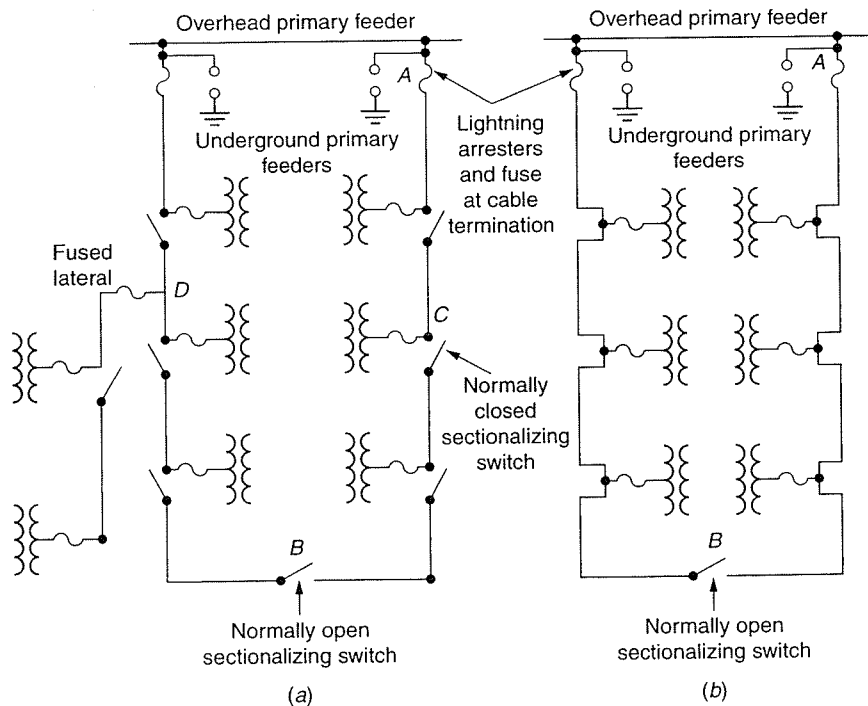 Overhead primary feeder
Overhead primary feeder
A
A
Underground primary
feeders
Lightning
arresters
and fuse
at cable
termination
Underground primary
feeders
Fused
lateral
D
C
Normally
closed
sectionalizing
switch
B
B
Normally open
sectionalizing switch
Normally open
sectionalizing switch
(a)
(b)